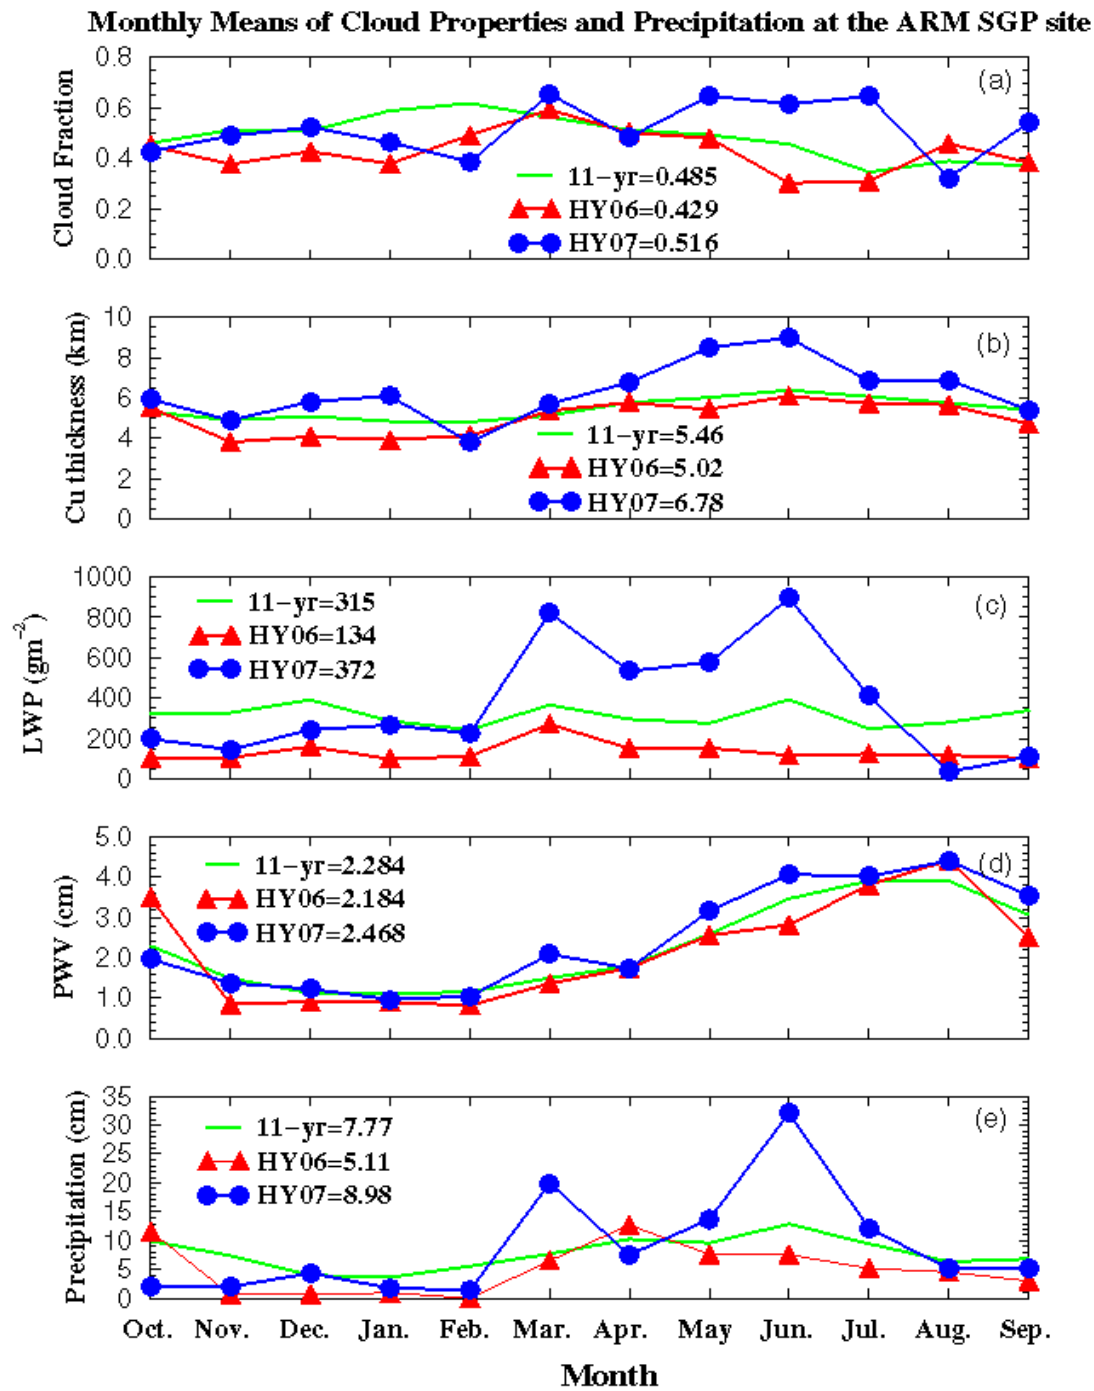 Monthly Means of Cloud Properties and Precipitation at the ARM SGP site
Cloud Fraction
0.8
0.6
0.4
0.2
0.0
(a)
11-yr=0.485
HY06=0.429
HY07=0.516
Cu thickness (km)
10
8
6
4
2
0
(b)
11-yr=5.46
HY06=5.02
HY07=6.78
LWP (gm⁻²)
1000
800
600
400
200
0
(c)
11-yr=315
HY06=134
HY07=372
PWV (cm)
5.0
4.0
3.0
2.0
1.0
0.0
(d)
11-yr=2.284
HY06=2.184
HY07=2.468
Precipitation (cm)
35
30
25
20
15
10
5
0
(e)
11-yr=7.77
HY06=5.11
HY07=8.98
Oct. Nov. Dec. Jan. Feb. Mar. Apr. May Jun. Jul. Aug. Sep.
Month